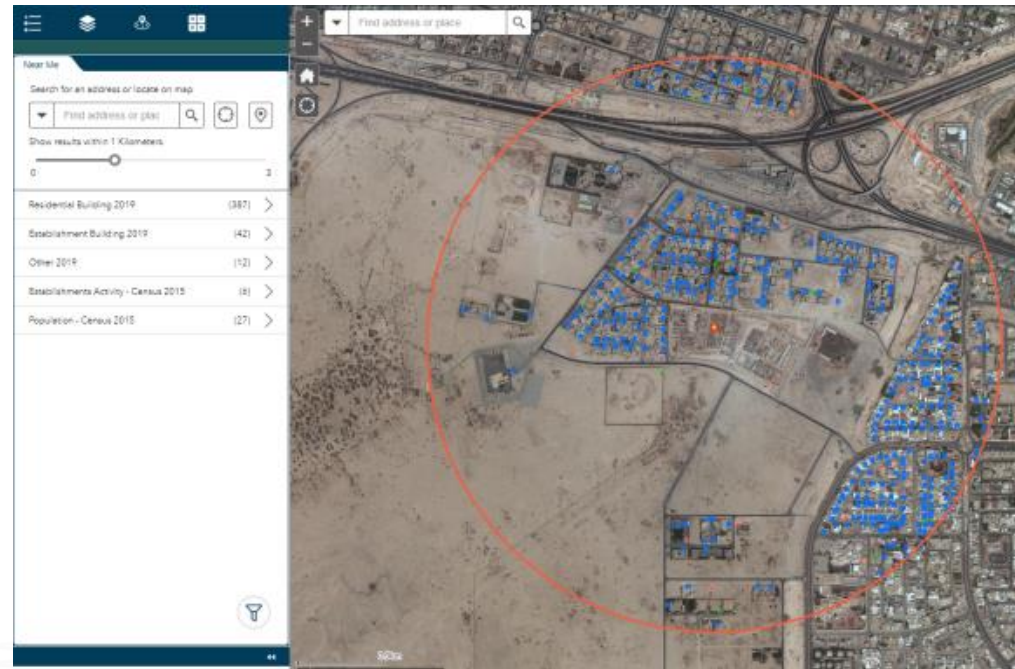 Find address or place
Near Me
Search for an address or locate on map
Find address or plac
Show results within 1 Kilometers
0 3
Residential Building 2019 (387)
Establishment Building 2019 (42)
Other 2019 (12)
Establishments Activity - Census 2015 (6)
Population - Census 2015 (27)